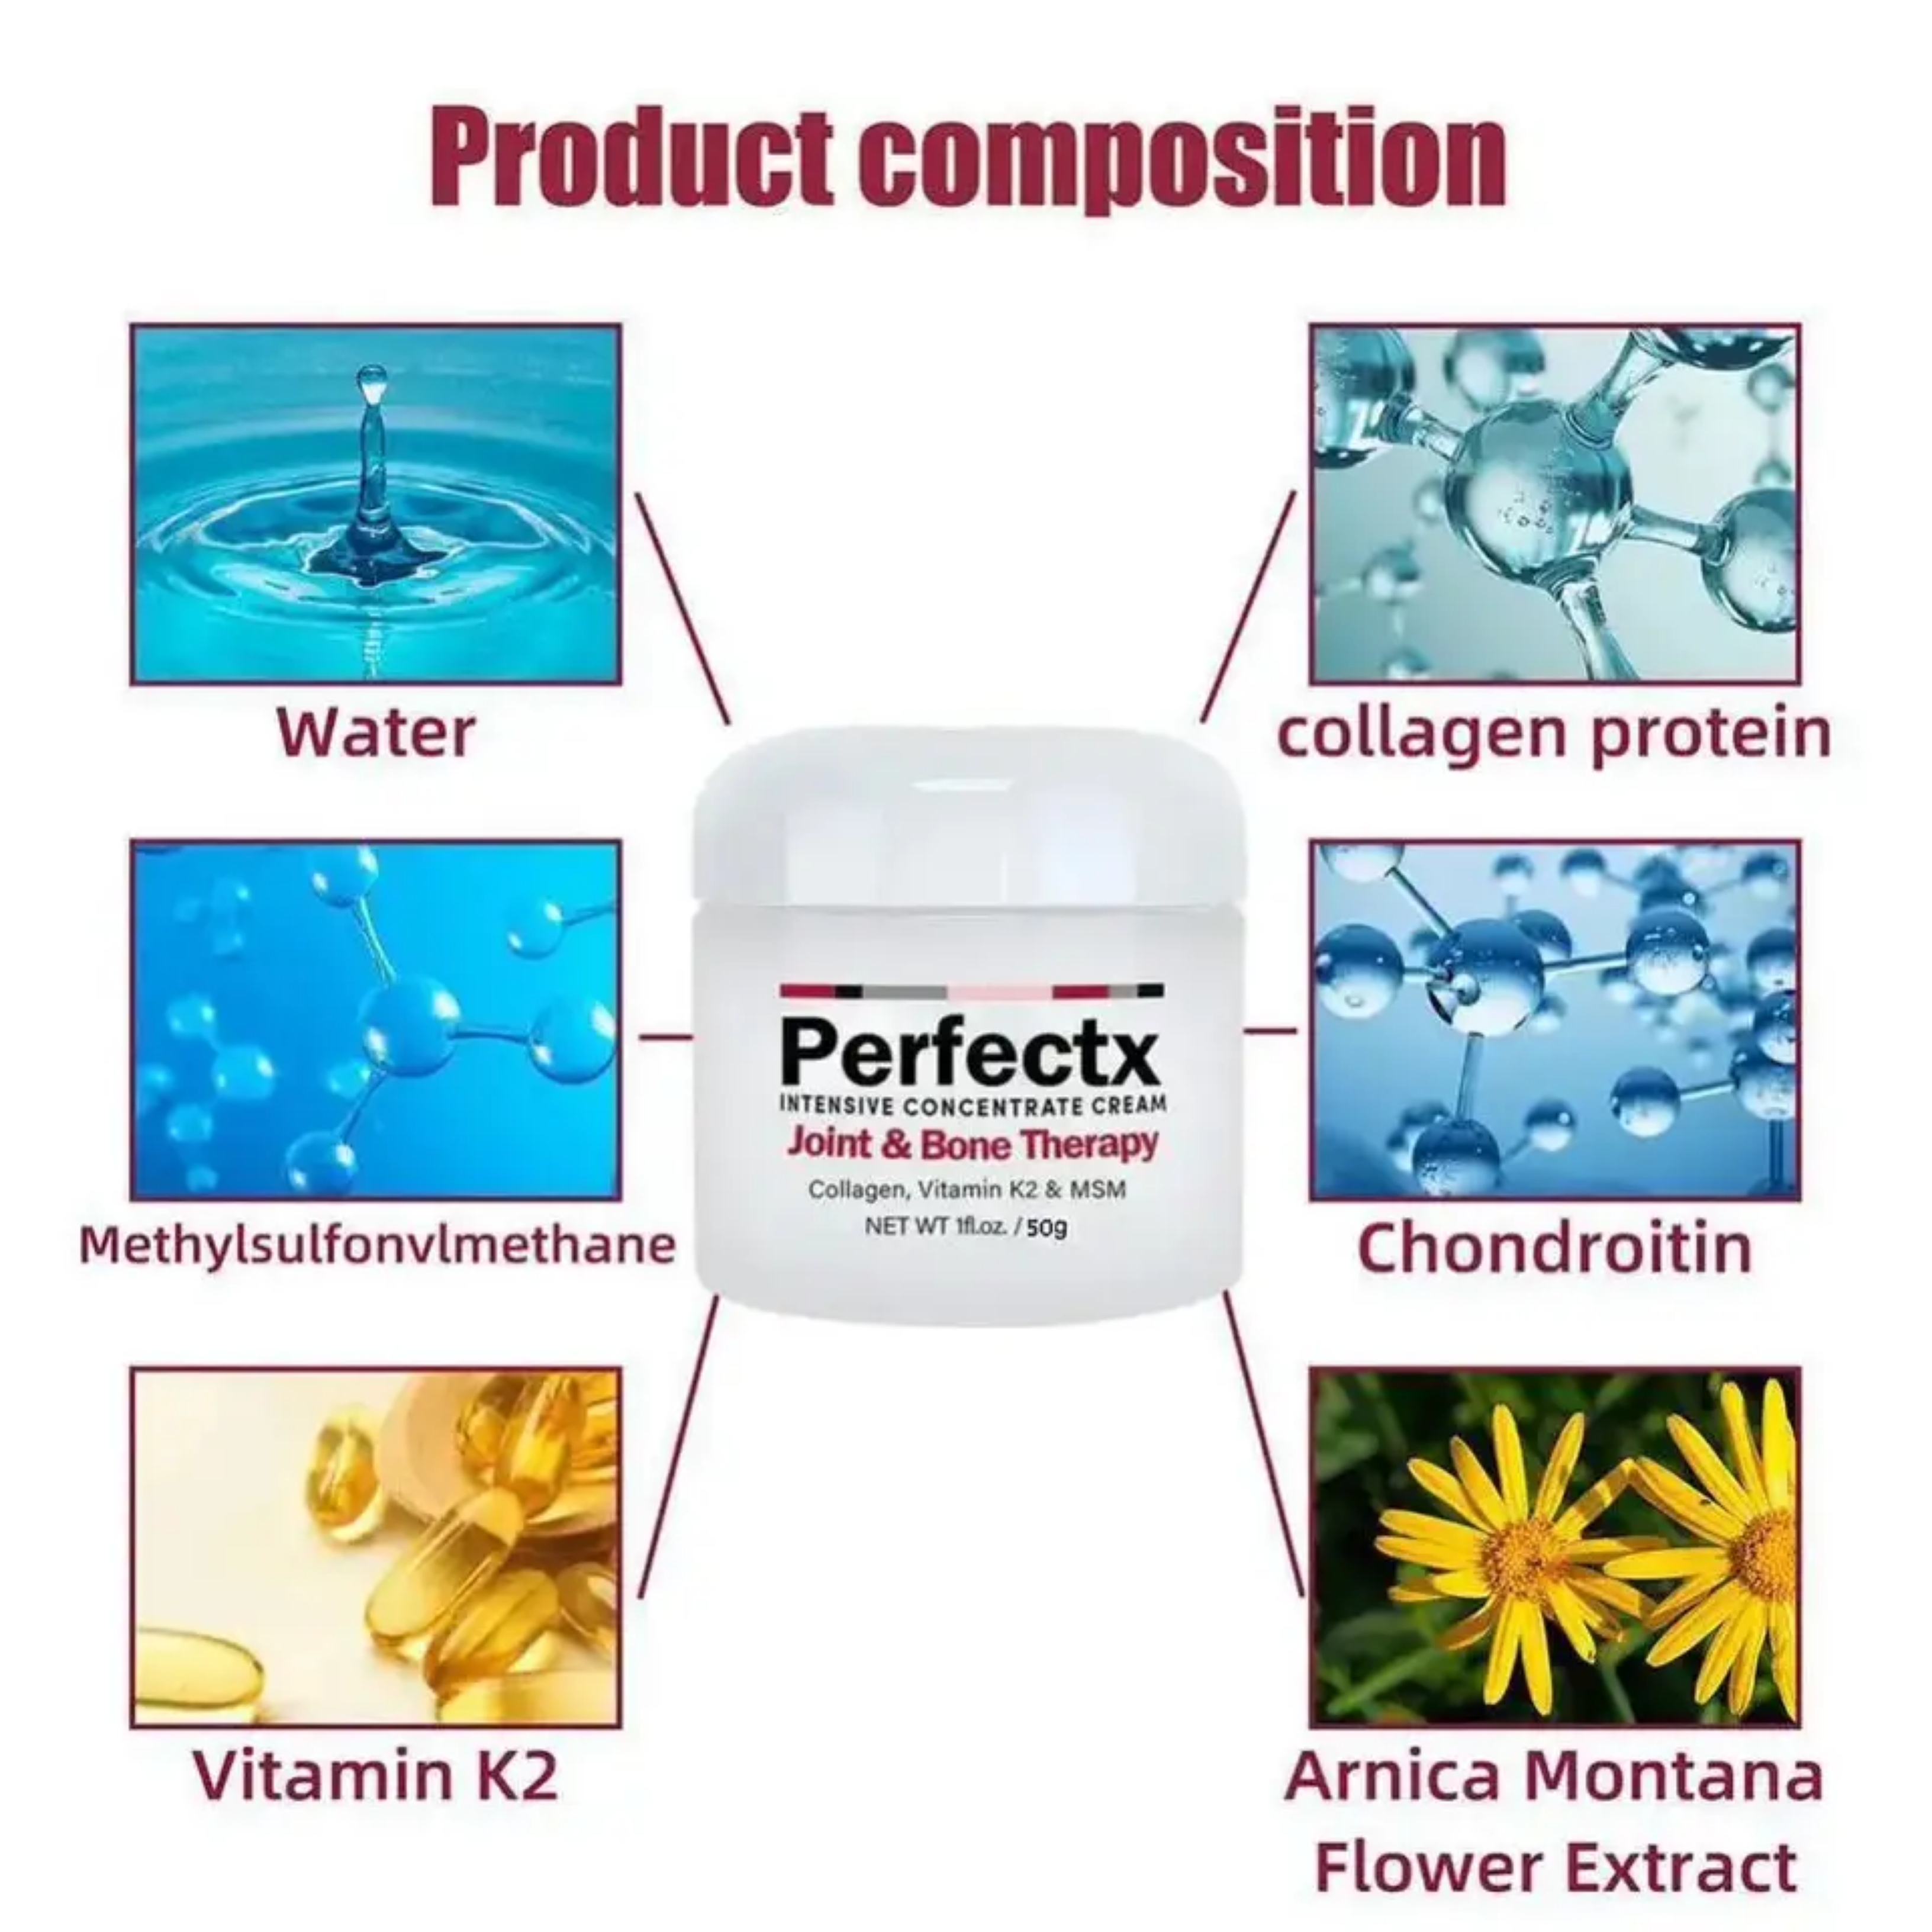 Product composition
Water
collagen protein
Methylsulfonvlmethane
Chondroitin
Perfectx
INTENSIVE CONCENTRATE CREAM
Joint & Bone Therapy
Collagen, Vitamin K2 & MSM
NET WT 1fl.oz. / 50g
Vitamin K2
Arnica Montana
Flower Extract